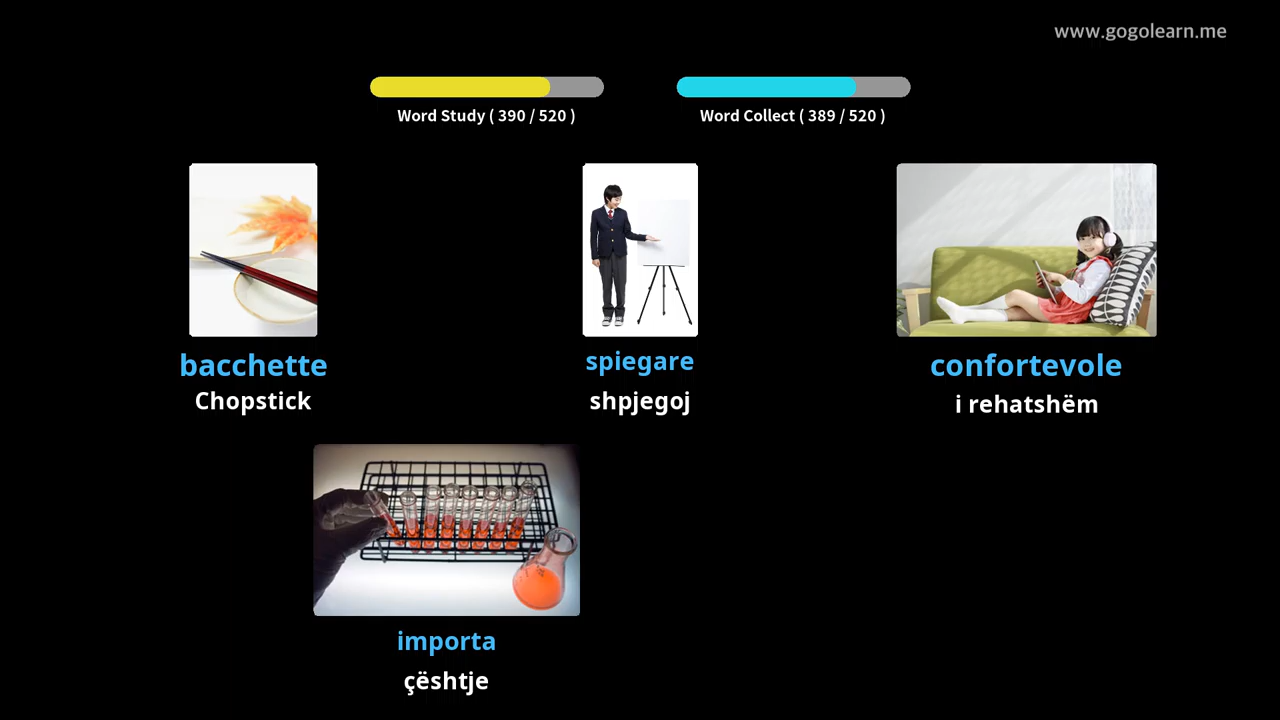 www.gogolearn.me
Word Study ( 390 / 520 )
Word Collect ( 389 / 520 )
bacchette
Chopstick
spiegare
shpjegoj
confortevole
i rehatshëm
importa
çështje